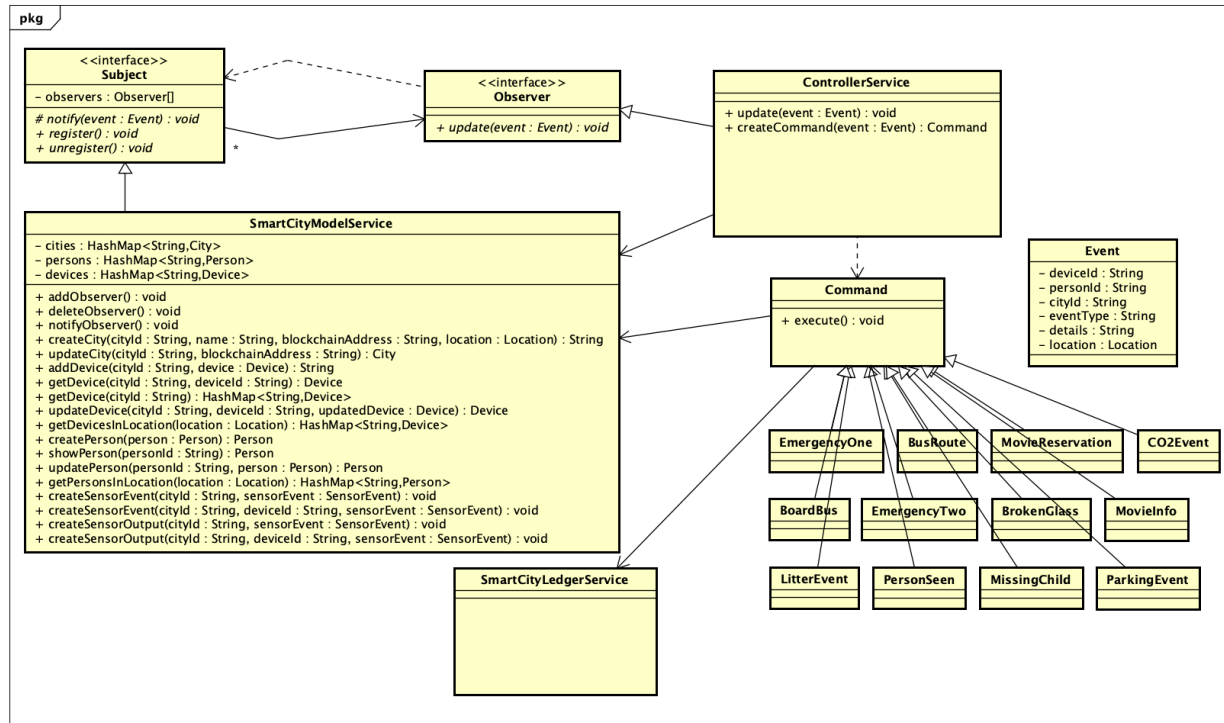 pkg
<<interface>>
Subject
- observers : Observer[]
# notify(event : Event) : void
+ register() : void
+ unregister() : void
*
<<interface>>
Observer
+ update(event : Event) : void
ControllerService
+ update(event : Event) : void
+ createCommand(event : Event) : Command
SmartCityModelService
- cities : HashMap<String,City>
- persons : HashMap<String,Person>
- devices : HashMap<String,Device>
+ addObserver() : void
+ deleteObserver() : void
+ notifyObserver() : void
+ createCity(cityId : String, name : String, blockchainAddress : String, location : Location) : String
+ updateCity(cityId : String, blockchainAddress : String) : City
+ addDevice(cityId : String, device : Device) : String
+ getDevice(cityId : String, deviceId : String) : Device
+ getDevice(cityId : String) : HashMap<String,Device>
+ updateDevice(cityId : String, deviceId : String, updatedDevice : Device) : Device
+ getDevicesInLocation(location : Location) : HashMap<String,Device>
+ createPerson(person : Person) : Person
+ showPerson(personId : String) : Person
+ updatePerson(personId : String, person : Person) : Person
+ getPersonsInLocation(location : Location) : HashMap<String,Person>
+ createSensorEvent(cityId : String, sensorEvent : SensorEvent) : void
+ createSensorEvent(cityId : String, deviceId : String, sensorEvent : SensorEvent) : void
+ createSensorOutput(cityId : String, sensorEvent : SensorEvent) : void
+ createSensorOutput(cityId : String, deviceId : String, sensorEvent : SensorEvent) : void
Event
- deviceId : String
- personId : String
- cityId : String
- eventType : String
- details : String
- location : Location
Command
+ execute() : void
EmergencyOne
BusRoute
MovieReservation
CO2Event
BoardBus
EmergencyTwo
BrokenGlass
MovieInfo
LitterEvent
PersonSeen
MissingChild
ParkingEvent
SmartCityLedgerService